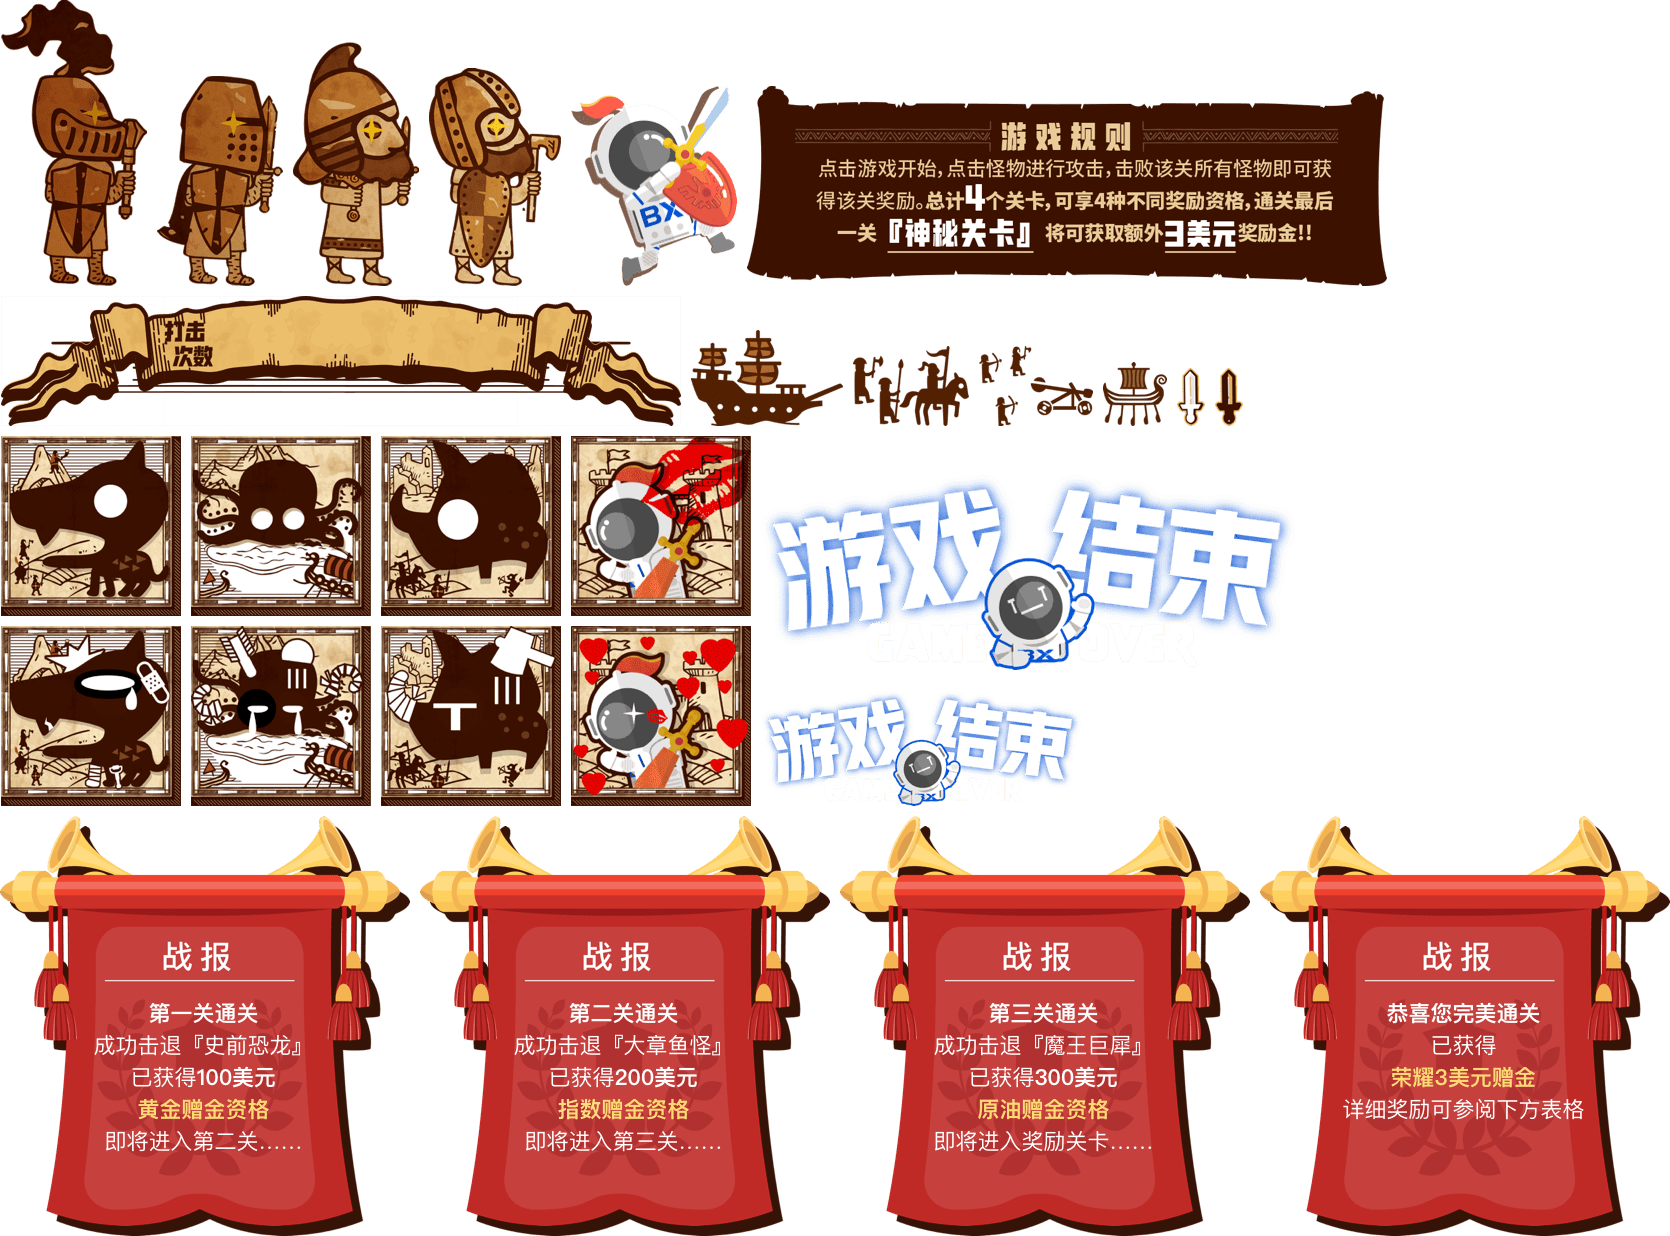 BX
游戏规则
点击游戏开始，点击怪物进行攻击，击败该关所有怪物即可获
得该关奖励。总计4个关卡，可享4种不同奖励资格，通关最后
一关『神秘关卡』将可获取额外3美元奖励金!!
打击
次数
游戏结束
GAME OVER
BX
游戏结束
GAME OVER
BX
战报
第一关通关
成功击退『史前恐龙』
已获得100美元
黄金赠金资格
即将进入第二关……
战报
第二关通关
成功击退『大章鱼怪』
已获得200美元
指数赠金资格
即将进入第三关……
战报
第三关通关
成功击退『魔王巨犀』
已获得300美元
原油赠金资格
即将进入奖励关卡……
战报
恭喜您完美通关
已获得
荣耀3美元赠金
详细奖励可参阅下方表格